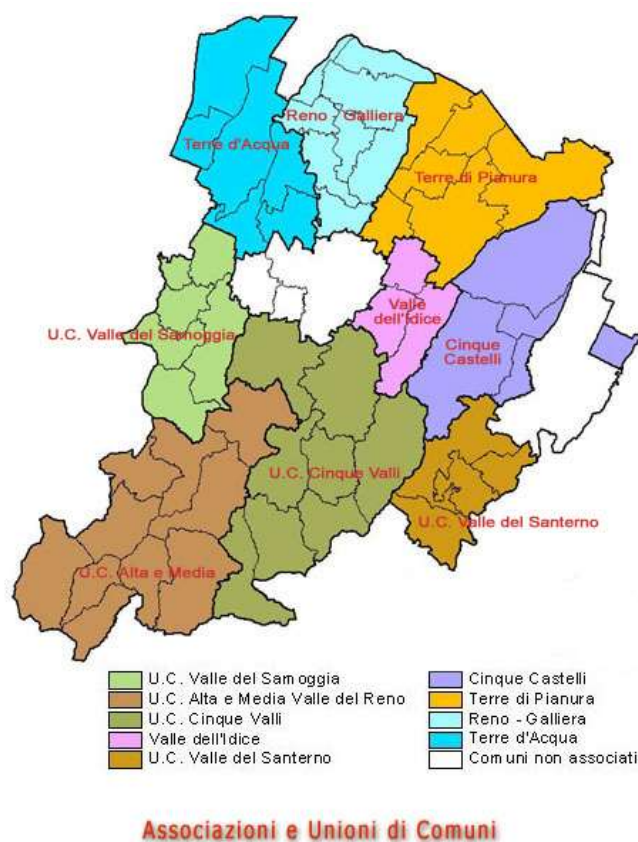 Reno - Galliera
Terre d'Acqua
Terre di Pianura
Valle
dell'Idice
U.C. Valle del Samoggia
Cinque
Castelli
U.C. Cinque Valli
U.C. Valle del Santerno
U.C. Alta e Media
U.C. Valle del Samoggia
U.C. Alta e Media Valle del Reno
U.C. Cinque Valli
Valle dell'Idice
U.C. Valle del Santerno
Cinque Castelli
Terre di Pianura
Reno - Galliera
Terre d'Acqua
Comuni non associati
Associazioni e Unioni di Comuni